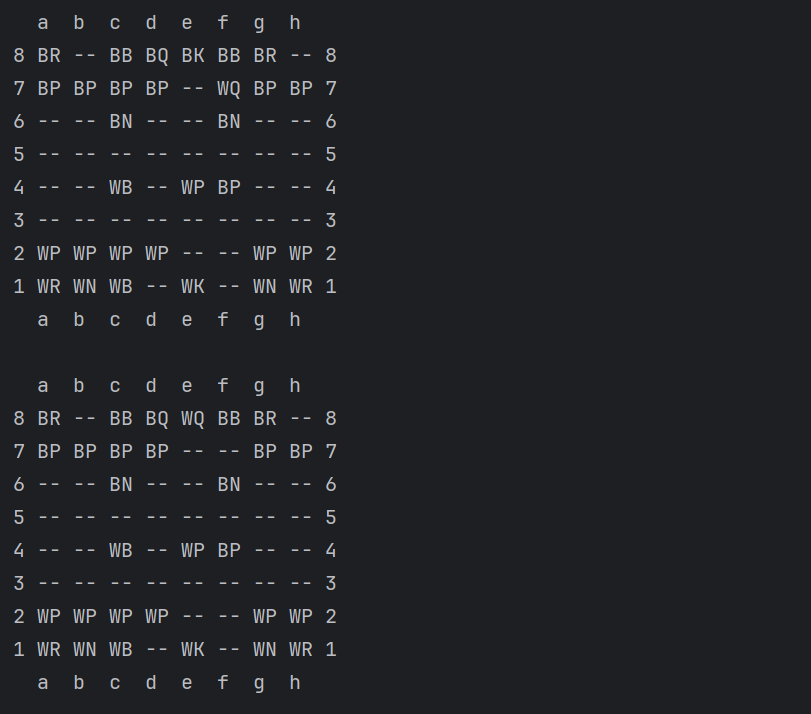 a b c d e f g h
8 BR -- BB BQ BK BB BR -- 8
7 BP BP BP BP -- WQ BP BP 7
6 -- -- BN -- -- BN -- -- 6
5 -- -- -- -- -- -- -- -- 5
4 -- -- WB -- WP BP -- -- 4
3 -- -- -- -- -- -- -- -- 3
2 WP WP WP WP -- -- WP WP 2
1 WR WN WB -- WK -- WN WR 1
a b c d e f g h
a b c d e f g h
8 BR -- BB BQ WQ BB BR -- 8
7 BP BP BP BP -- -- BP BP 7
6 -- -- BN -- -- BN -- -- 6
5 -- -- -- -- -- -- -- -- 5
4 -- -- WB -- WP BP -- -- 4
3 -- -- -- -- -- -- -- -- 3
2 WP WP WP WP -- -- WP WP 2
1 WR WN WB -- WK -- WN WR 1
a b c d e f g h